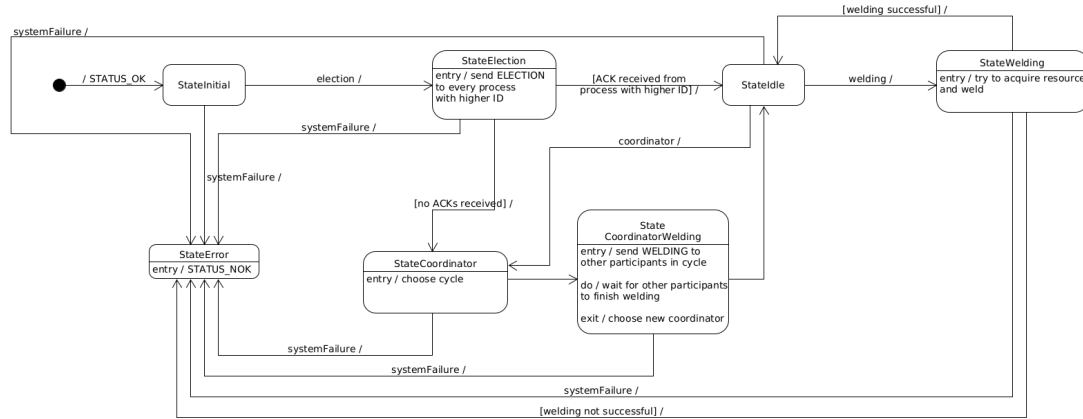 [welding successful] /
systemFailure /
StateElection
entry / send ELECTION
to every process
with higher ID
StateWelding
entry / try to acquire resource
and weld
/ STATUS_OK
StateInitial
election /
[ACK received from
process with higher ID] /
StateIdle
welding /
systemFailure /
coordinator /
systemFailure /
[no ACKs received] /
State
CoordinatorWelding
entry / send WELDING to
other participants in cycle
do / wait for other participants
to finish welding
exit / choose new coordinator
StateError
entry / STATUS_NOK
StateCoordinator
entry / choose cycle
systemFailure /
systemFailure /
systemFailure /
[welding not successful] /